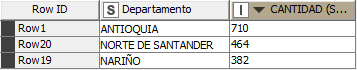 Row ID S Departamento I CANTIDAD (S...
Row1 ANTIOQUIA 710
Row20 NORTE DE SANTANDER 464
Row19 NARIÑO 382